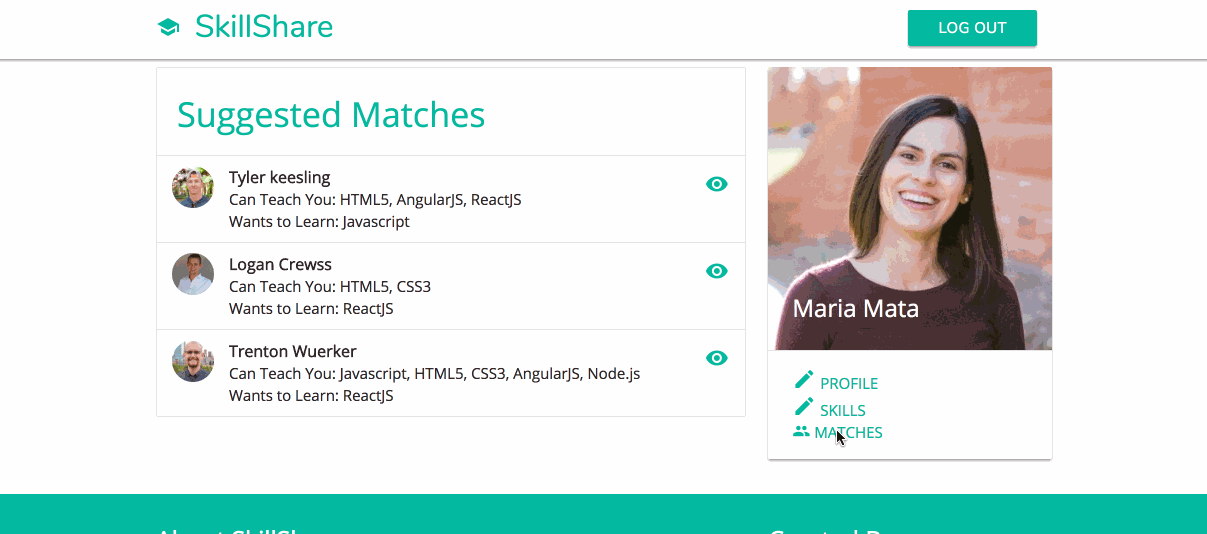 SkillShare
LOG OUT
Suggested Matches
Tyler keesling
Can Teach You: HTML5, AngularJS, ReactJS
Wants to Learn: Javascript
Logan Crewss
Can Teach You: HTML5, CSS3
Wants to Learn: ReactJS
Trenton Wuerker
Can Teach You: Javascript, HTML5, CSS3, AngularJS, Node.js
Wants to Learn: ReactJS
Maria Mata
PROFILE
SKILLS
MATCHES